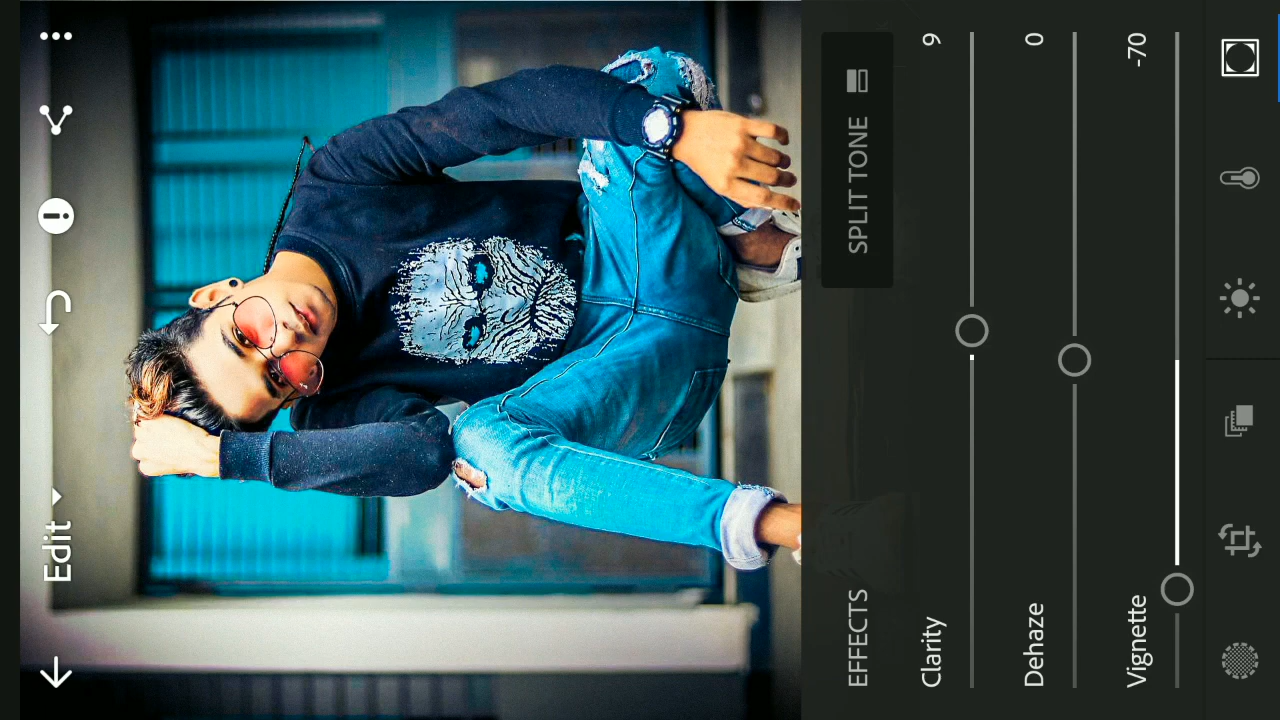 Edit
EFFECTS
SPLIT TONE
Clarity
9
Dehaze
0
Vignette
-70